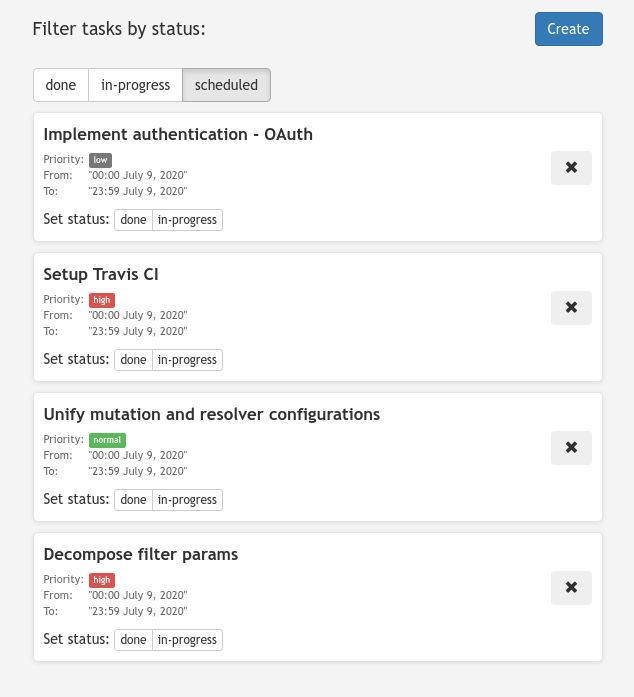 Filter tasks by status:
Create
done in-progress scheduled
Implement authentication - OAuth
Priority: low
From: "00:00 July 9, 2020"
To: "23:59 July 9, 2020"
Set status: done in-progress
Setup Travis CI
Priority: high
From: "00:00 July 9, 2020"
To: "23:59 July 9, 2020"
Set status: done in-progress
Unify mutation and resolver configurations
Priority: normal
From: "00:00 July 9, 2020"
To: "23:59 July 9, 2020"
Set status: done in-progress
Decompose filter params
Priority: high
From: "00:00 July 9, 2020"
To: "23:59 July 9, 2020"
Set status: done in-progress